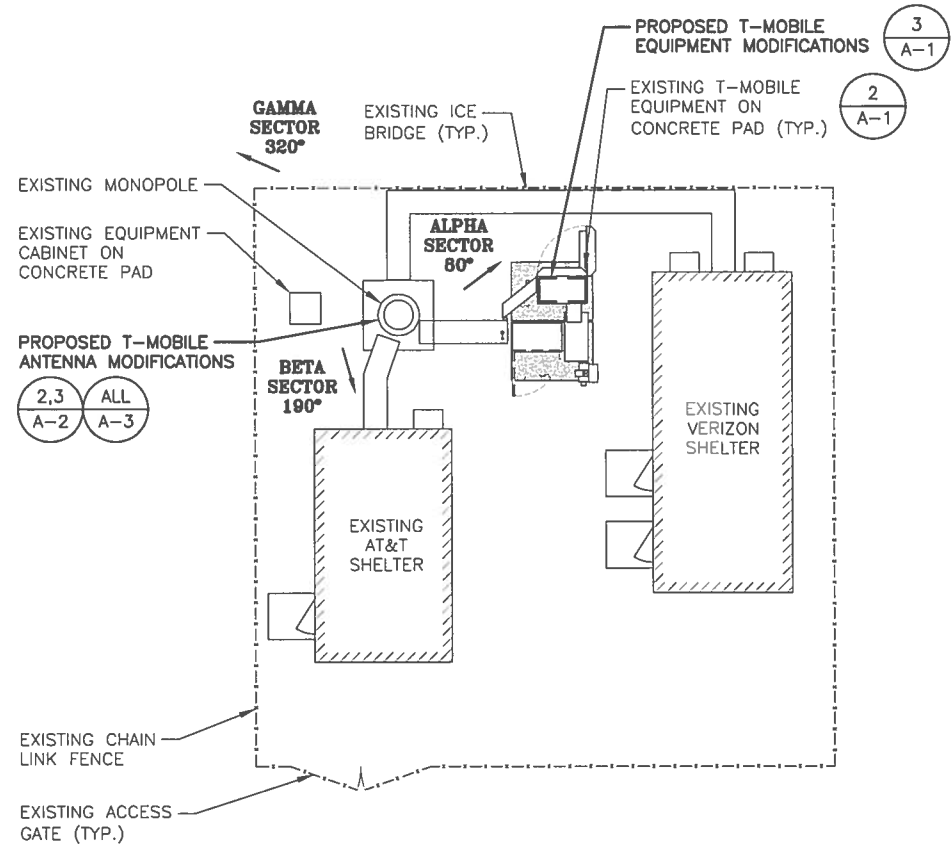 PROPOSED T-MOBILE
EQUIPMENT MODIFICATIONS
3
A-1
EXISTING T-MOBILE
EQUIPMENT ON
CONCRETE PAD (TYP.)
2
A-1
GAMMA
SECTOR
320°
EXISTING ICE
BRIDGE (TYP.)
EXISTING MONOPOLE
EXISTING EQUIPMENT
CABINET ON
CONCRETE PAD
ALPHA
SECTOR
80°
PROPOSED T-MOBILE
ANTENNA MODIFICATIONS
2,3
A-2
ALL
A-3
BETA
SECTOR
190°
EXISTING
VERIZON
SHELTER
EXISTING
AT&T
SHELTER
EXISTING CHAIN
LINK FENCE
EXISTING ACCESS
GATE (TYP.)